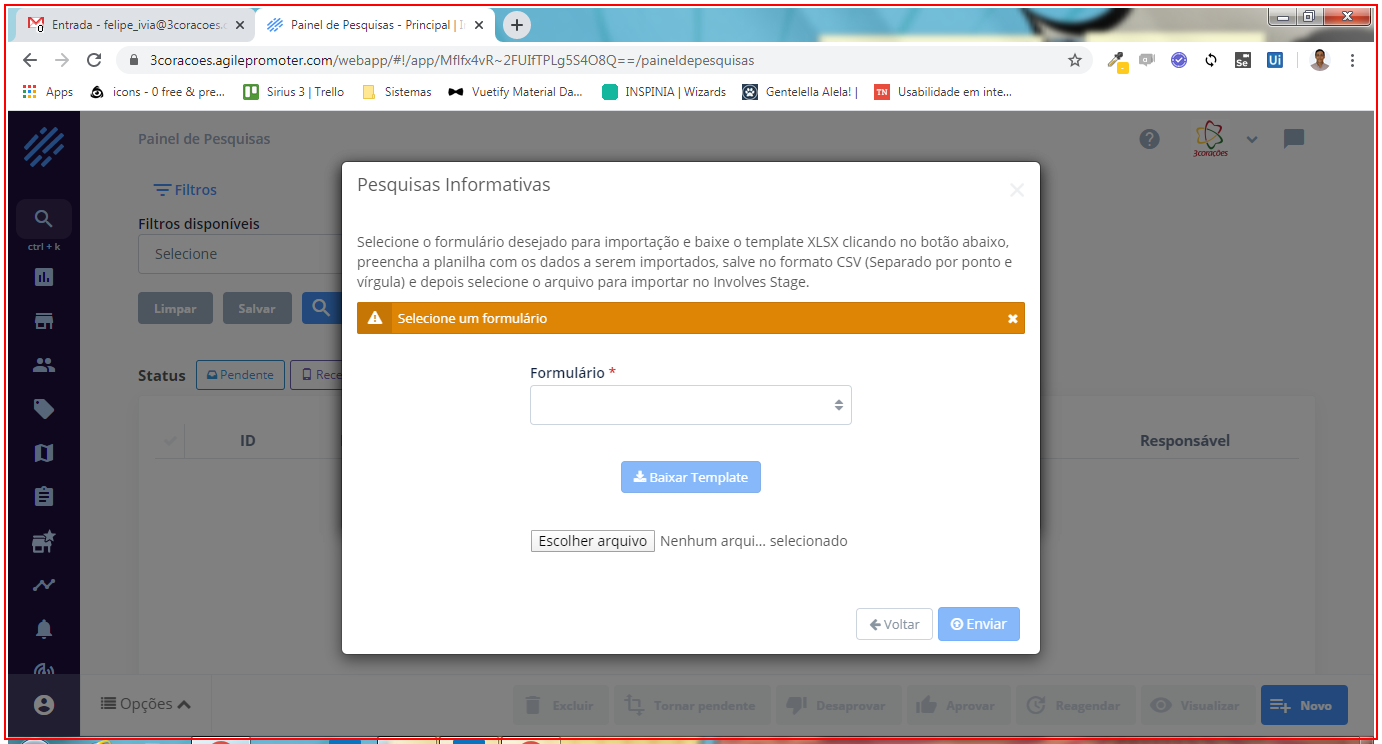 Entrada - felipe_ivia@3coracoes.c
Painel de Pesquisas - Principal | In
3coracoes.agilepromoter.com/webapp/#!/app/Mflfx4vR~2FUIfTPLg5S4O8Q==/paineldepesquisas
Apps
icons - 0 free & pre...
Sirius 3 | Trello
Sistemas
Vuetify Material Da...
INSPINIA | Wizards
Gentelella Alela! |
TN
Usabilidade em inte...
Se
Ui
Painel de Pesquisas
3corações
Filtros
Filtros disponíveis
Selecione
ctrl + k
Limpar
Salvar
Status
Pendente
Rece
ID
Responsável
Pesquisas Informativas
Selecione o formulário desejado para importação e baixe o template XLSX clicando no botão abaixo,
preencha a planilha com os dados a serem importados, salve no formato CSV (Separado por ponto e
vírgula) e depois selecione o arquivo para importar no Involves Stage.
Selecione um formulário
Formulário *
Baixar Template
Escolher arquivo Nenhum arqui... selecionado
Voltar
Enviar
Opções
Excluir
Tornar pendente
Desaprovar
Aprovar
Reagendar
Visualizar
Novo